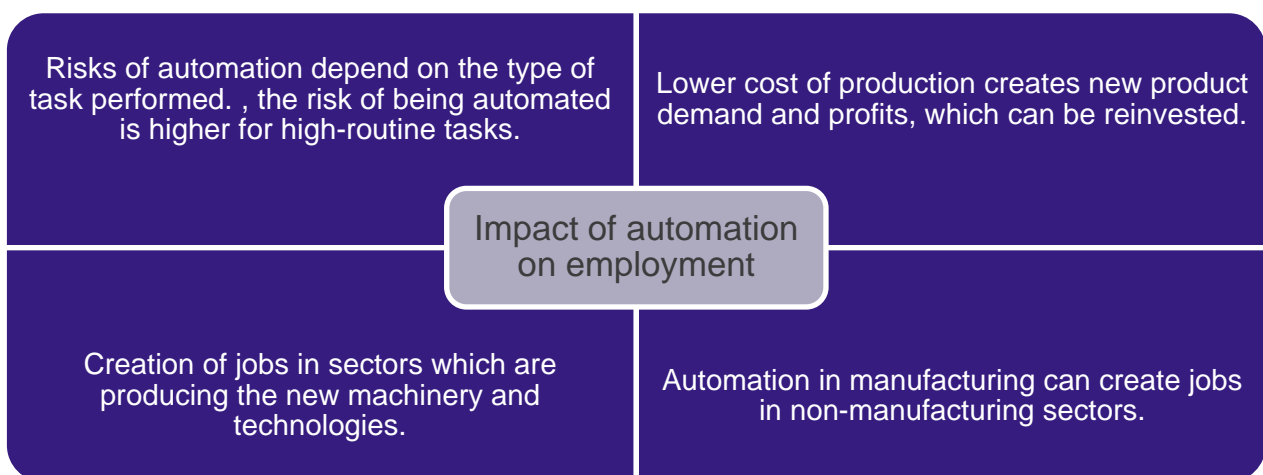 Risks of automation depend on the type of
task performed. , the risk of being automated
is higher for high-routine tasks.
Lower cost of production creates new product
demand and profits, which can be reinvested.
Impact of automation
on employment
Creation of jobs in sectors which are
producing the new machinery and
technologies.
Automation in manufacturing can create jobs
in non-manufacturing sectors.